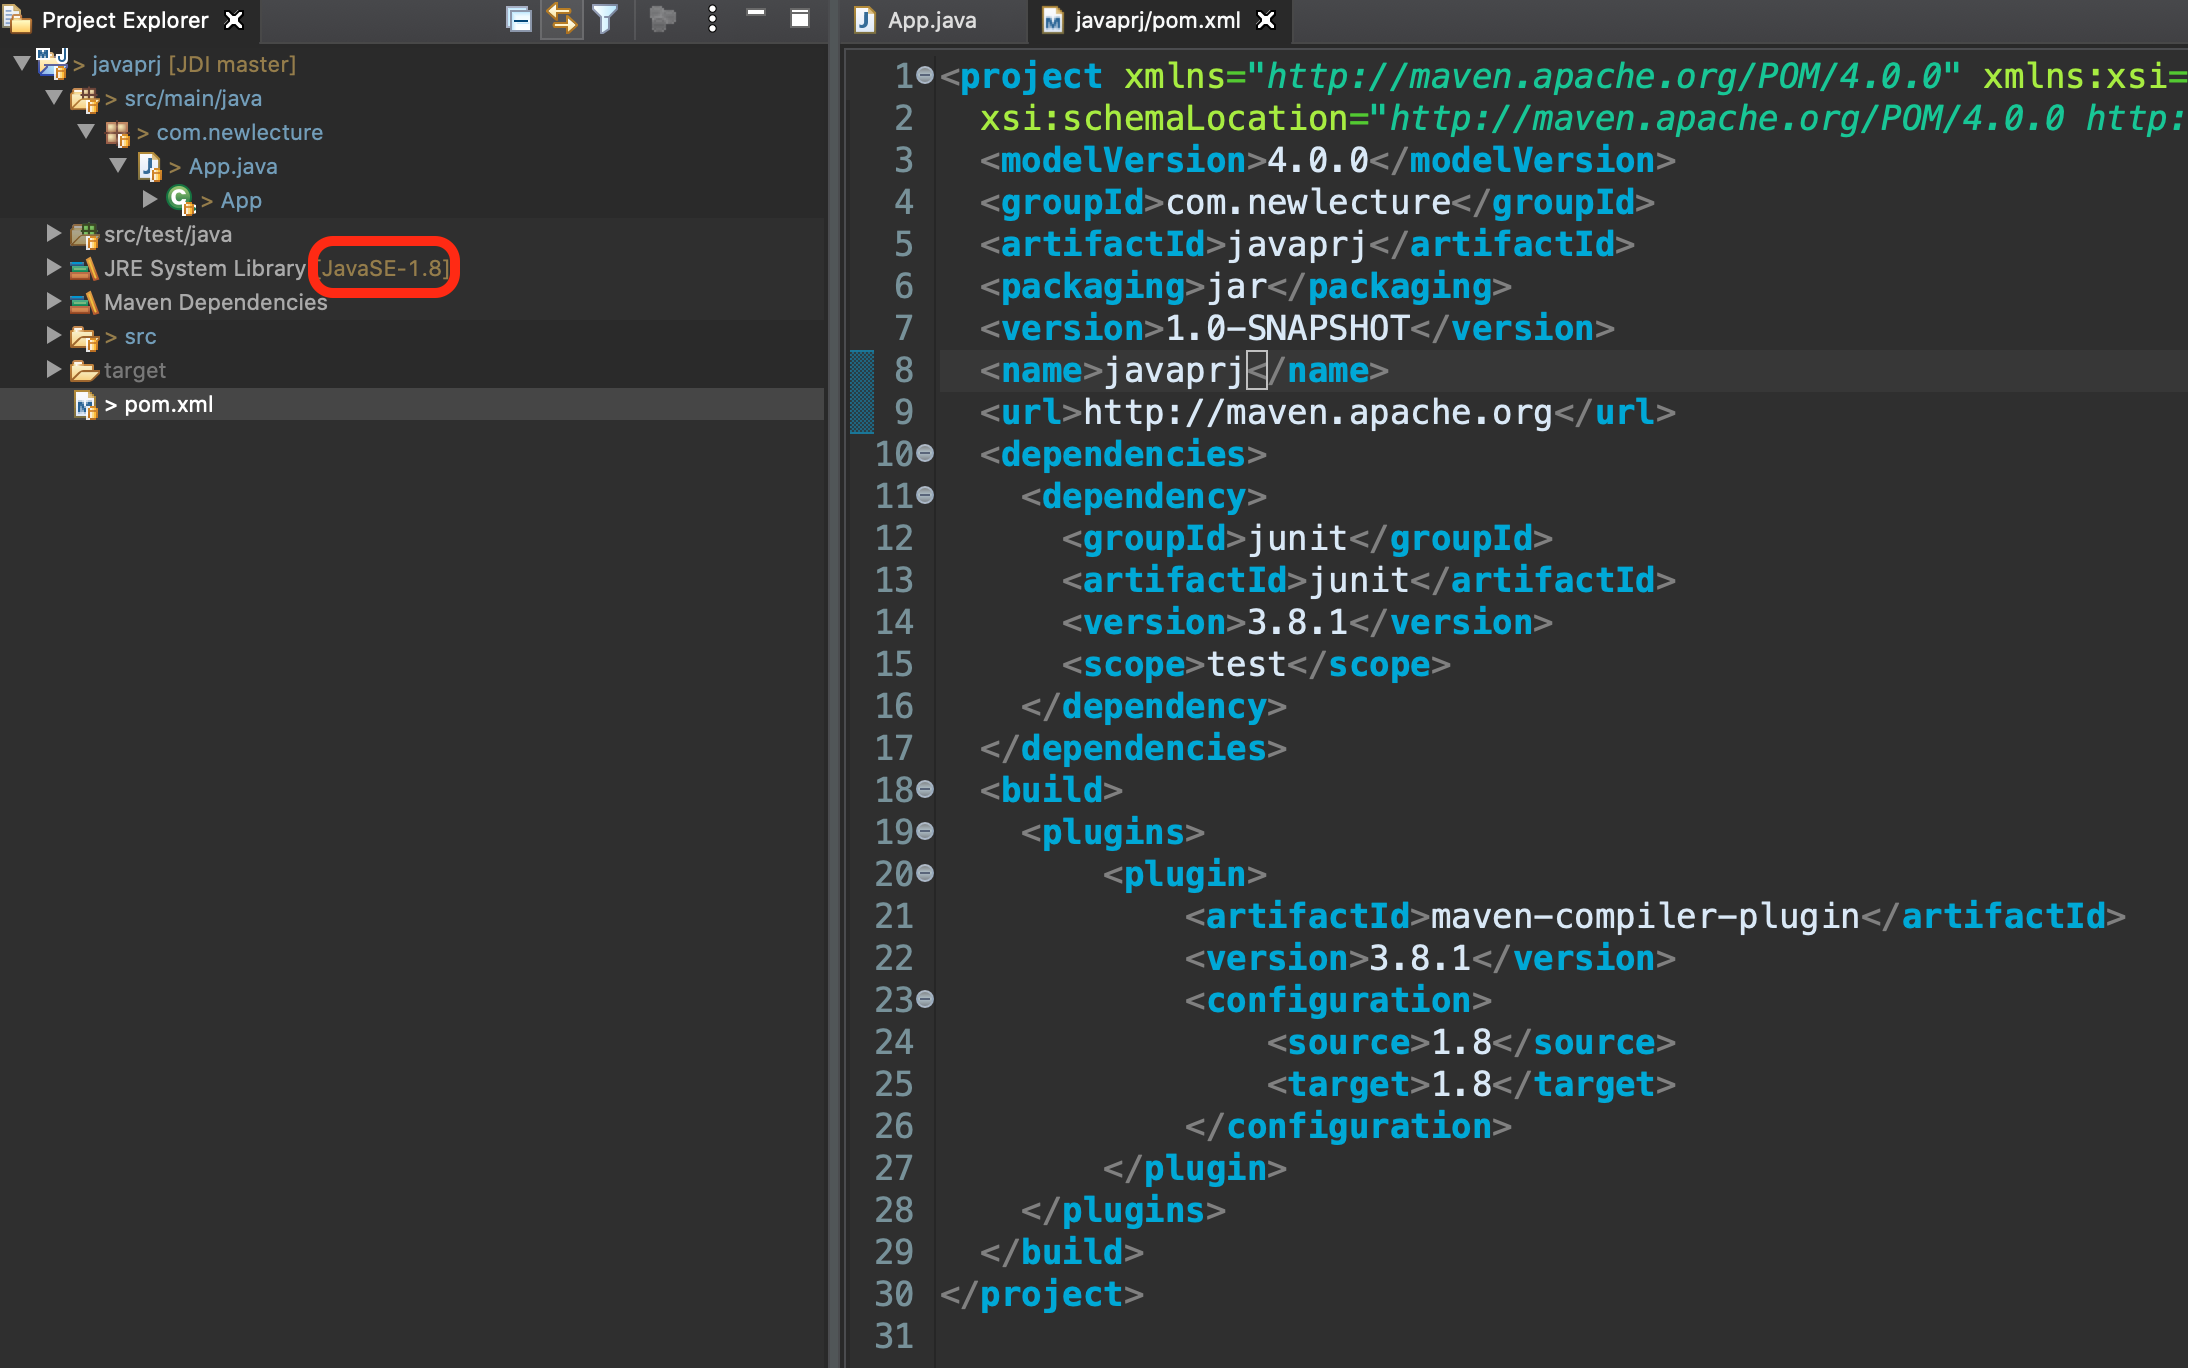 Project Explorer
> javaprj [JDI master]
> src/main/java
> com.newlecture
> App.java
> App
src/test/java
JRE System Library [JavaSE-1.8]
Maven Dependencies
> src
target
> pom.xml
App.java
javaprj/pom.xml
1 <project xmlns="http://maven.apache.org/POM/4.0.0" xmlns:xsi=
2 xsi:schemaLocation="http://maven.apache.org/POM/4.0.0 http:
3 <modelVersion>4.0.0</modelVersion>
4 <groupId>com.newlecture</groupId>
5 <artifactId>javaprj</artifactId>
6 <packaging>jar</packaging>
7 <version>1.0-SNAPSHOT</version>
8 <name>javaprj</name>
9 <url>http://maven.apache.org</url>
10 <dependencies>
11 <dependency>
12 <groupId>junit</groupId>
13 <artifactId>junit</artifactId>
14 <version>3.8.1</version>
15 <scope>test</scope>
16 </dependency>
17 </dependencies>
18 <build>
19 <plugins>
20 <plugin>
21 <artifactId>maven-compiler-plugin</artifactId>
22 <version>3.8.1</version>
23 <configuration>
24 <source>1.8</source>
25 <target>1.8</target>
26 </configuration>
27 </plugin>
28 </plugins>
29 </build>
30 </project>
31